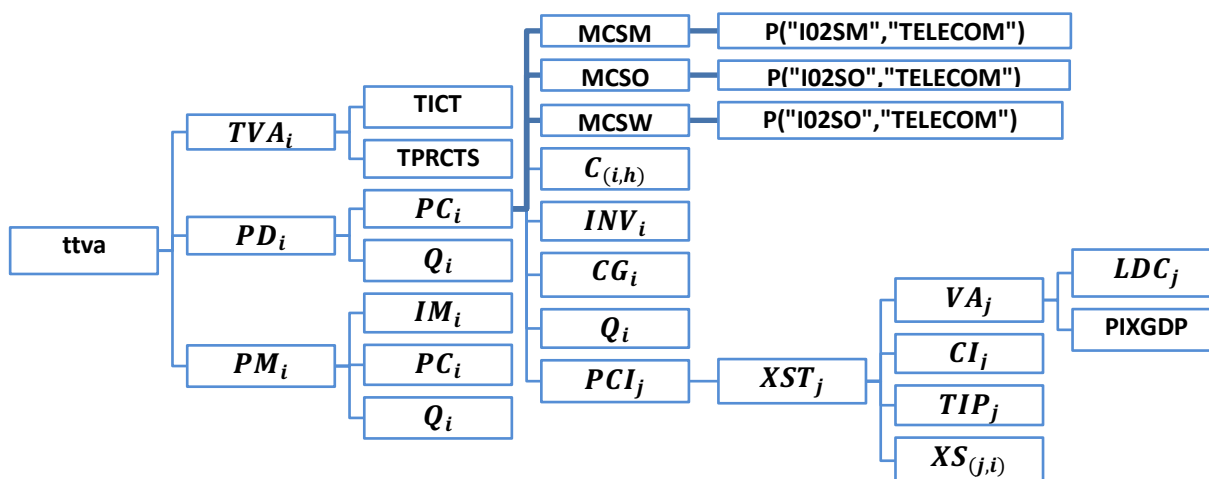 ttva
TVA_i
PD_i
PM_i
TICT
TPRCTS
PC_i
Q_i
IM_i
PC_i
Q_i
MCSM
MCSO
MCSW
C_(i,h)
INV_i
CG_i
Q_i
PCI_j
P("I02SM","TELECOM")
P("I02SO","TELECOM")
P("I02SO","TELECOM")
XST_j
VA_j
CI_j
TIP_j
XS_(j,i)
LDC_j
PIXGDP